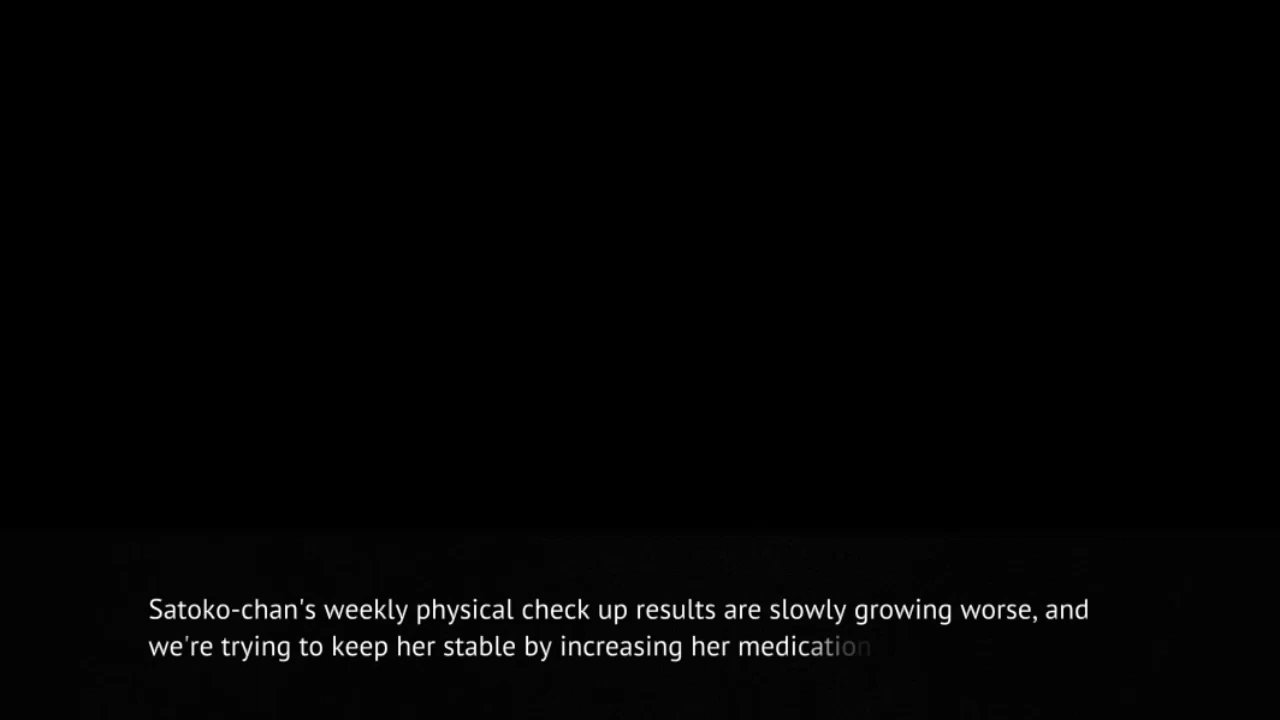 Satoko-chan's weekly physical check up results are slowly growing worse, and
we're trying to keep her stable by increasing her medication